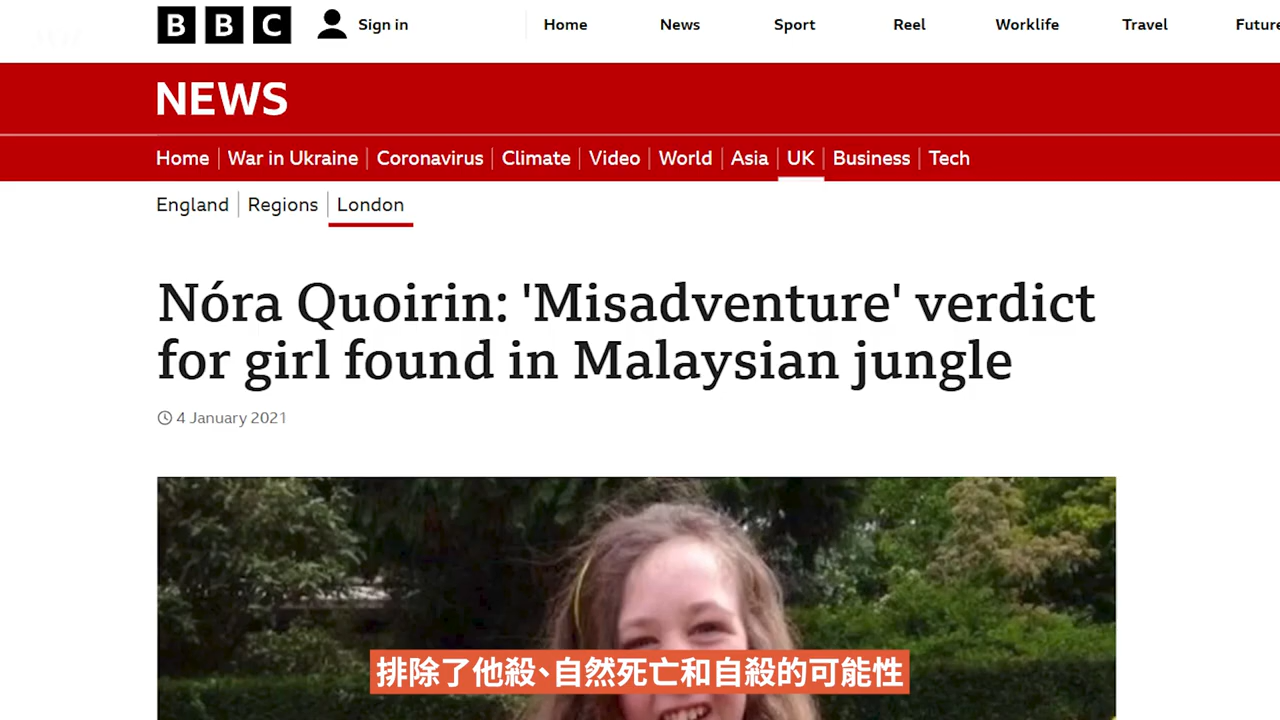 BBC Sign in Home News Sport Reel Worklife Travel Future
NEWS
Home War in Ukraine Coronavirus Climate Video World Asia UK Business Tech
England Regions London
Nóra Quoirin: 'Misadventure' verdict
for girl found in Malaysian jungle
4 January 2021
排除了他殺、自然死亡和自殺的可能性